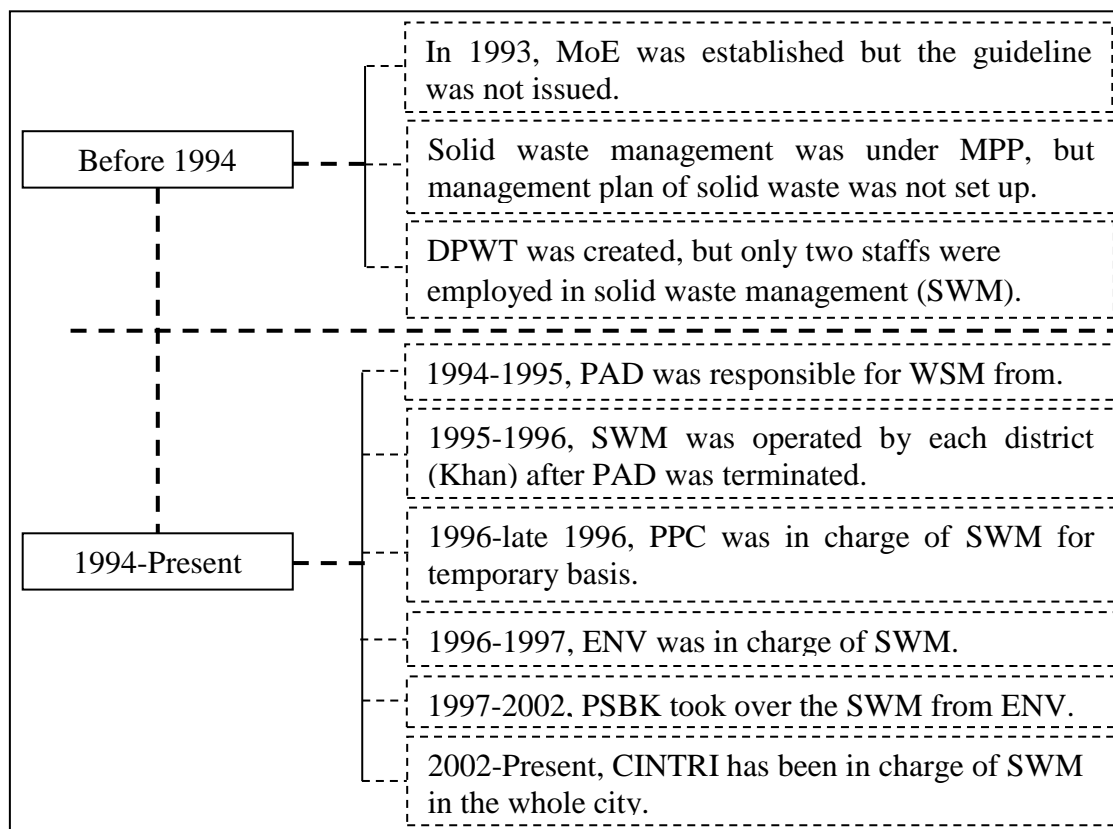 In 1993, MoE was established but the guideline
was not issued.
Before 1994
Solid waste management was under MPP, but
management plan of solid waste was not set up.
DPWT was created, but only two staffs were
employed in solid waste management (SWM).
1994-1995, PAD was responsible for WSM from.
1995-1996, SWM was operated by each district
(Khan) after PAD was terminated.
1996-late 1996, PPC was in charge of SWM for
temporary basis.
1994-Present
1996-1997, ENV was in charge of SWM.
1997-2002, PSBK took over the SWM from ENV.
2002-Present, CINTRI has been in charge of SWM
in the whole city.